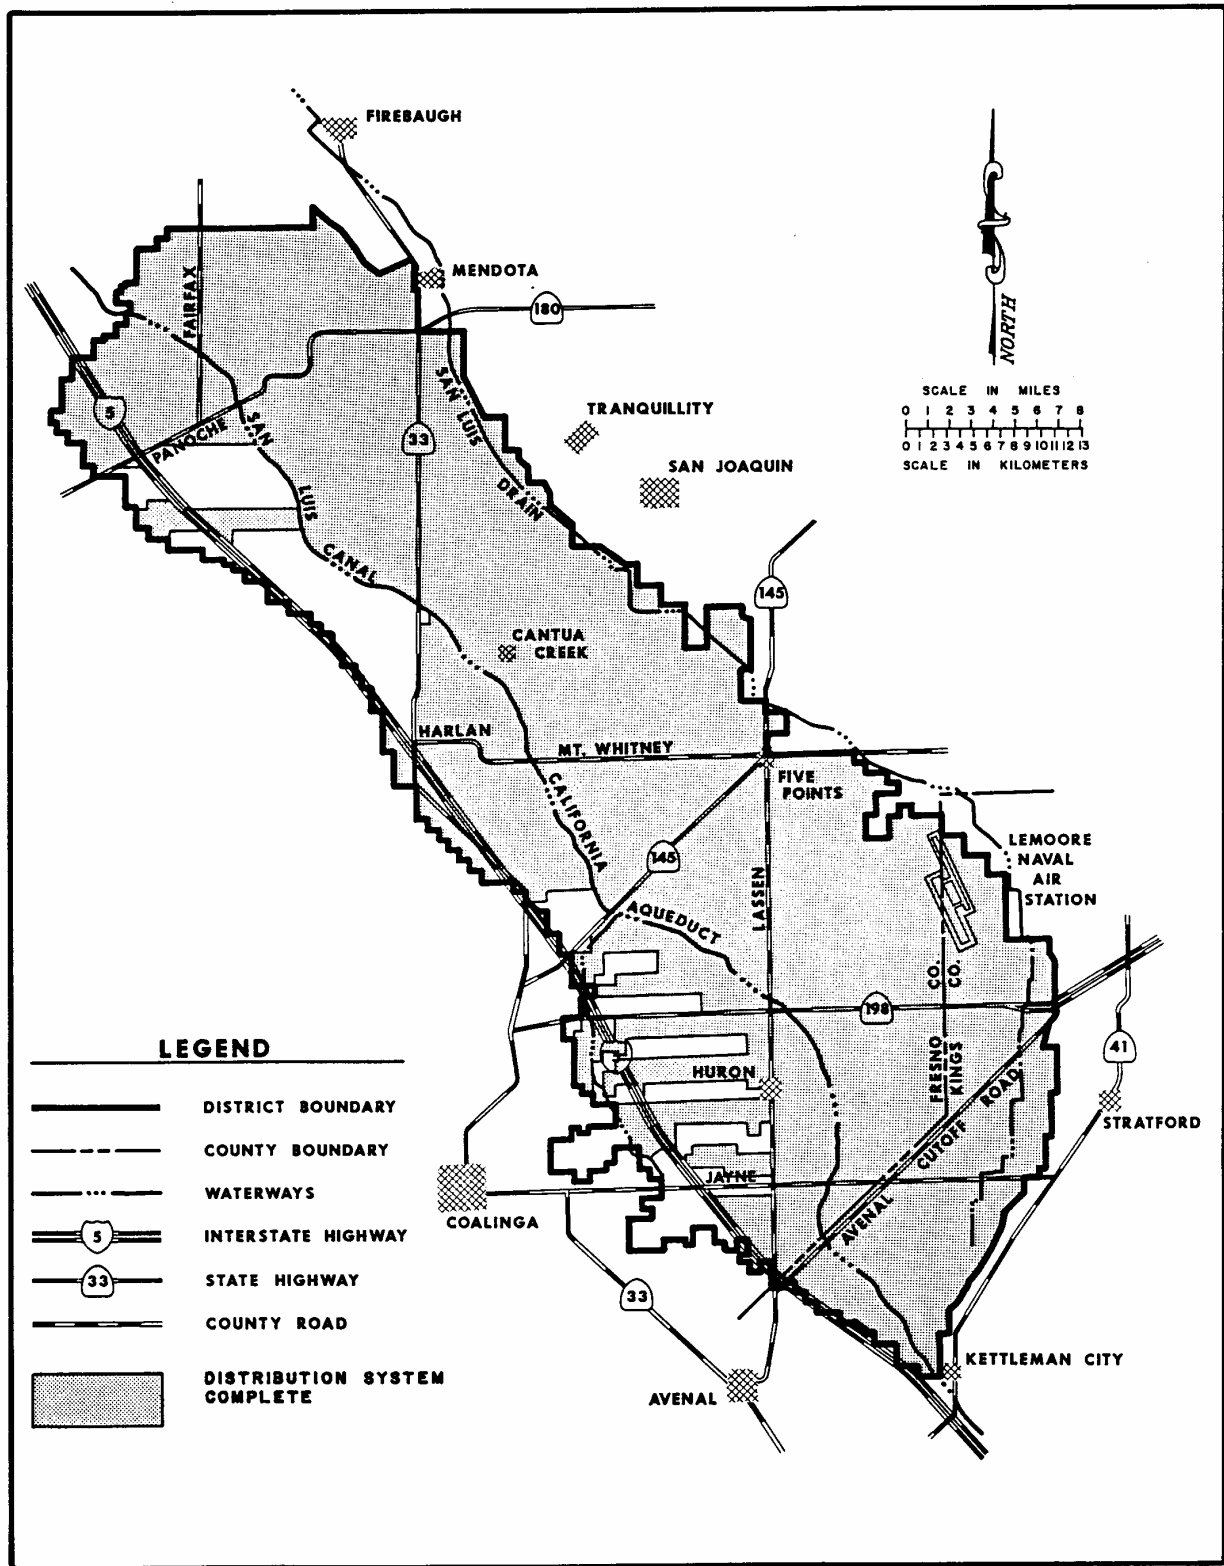 FIREBAUGH
MENDOTA
180
FAIRFAX
NORTH
SCALE IN MILES
0 1 2 3 4 5 6 7 8
0 1 2 3 4 5 6 7 8 9 10 11 12 13
SCALE IN KILOMETERS
5
PANOCHE
SAN
LUIS
CANAL
33
SAN LUIS
DRAIN
TRANQUILLITY
SAN JOAQUIN
145
CANTUA
CREEK
HARLAN
MT. WHITNEY
FIVE
POINTS
CALIFORNIA
AQUEDUCT
145
LASSEN
LEMOORE
NAVAL
AIR
STATION
FRESNO CO.
KINGS CO.
198
41
HURON
STRATFORD
JAYNE
AVENAL CUTOFF ROAD
COALINGA
33
AVENAL
KETTLEMAN CITY
LEGEND
DISTRICT BOUNDARY
COUNTY BOUNDARY
WATERWAYS
5
INTERSTATE HIGHWAY
33
STATE HIGHWAY
COUNTY ROAD
DISTRIBUTION SYSTEM
COMPLETE